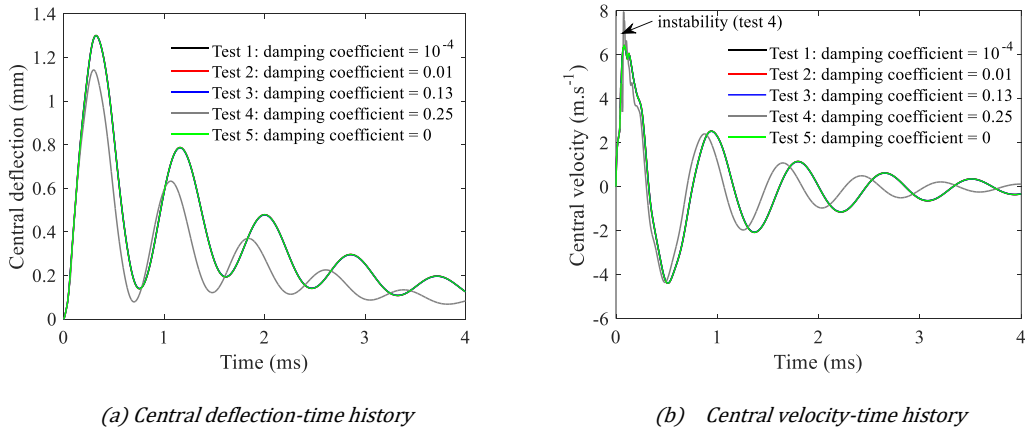 1.4
1.2
1
0.8
0.6
0.4
0.2
0
Central deflection (mm)
Test 1: damping coefficient = 10⁻⁴
Test 2: damping coefficient = 0.01
Test 3: damping coefficient = 0.13
Test 4: damping coefficient = 0.25
Test 5: damping coefficient = 0
0 1 2 3 4
Time (ms)
(a) Central deflection-time history
8
6
4
2
0
-2
-4
-6
Central velocity (m.s⁻¹)
instability (test 4)
Test 1: damping coefficient = 10⁻⁴
Test 2: damping coefficient = 0.01
Test 3: damping coefficient = 0.13
Test 4: damping coefficient = 0.25
Test 5: damping coefficient = 0
0 1 2 3 4
Time (ms)
(b) Central velocity-time history